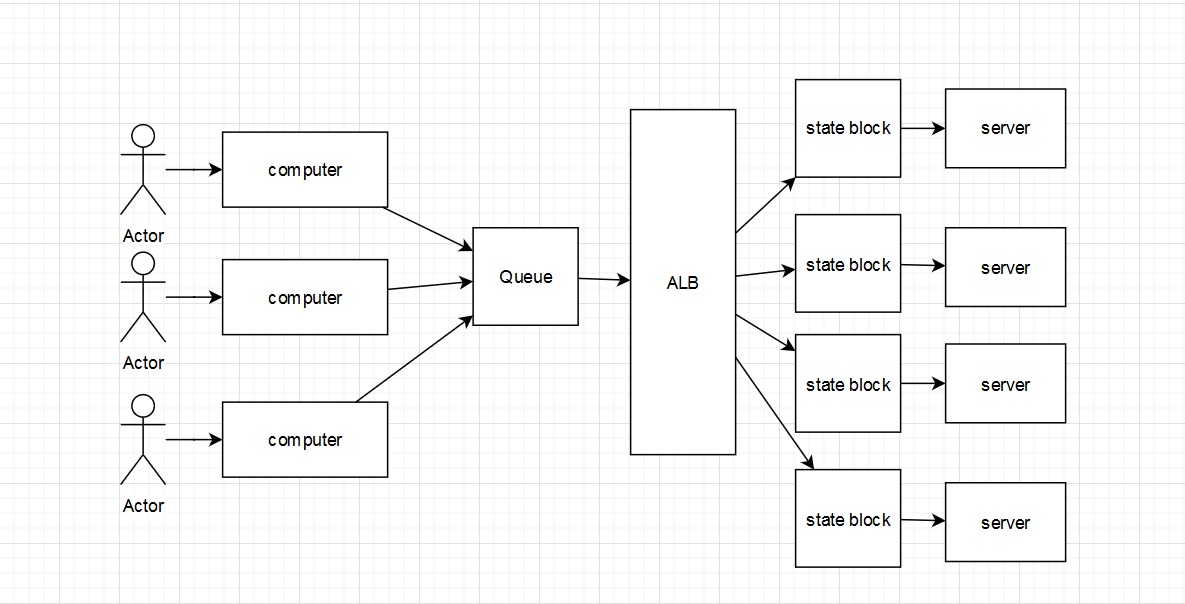 Actor
computer
Actor
computer
Actor
computer
Queue
ALB
state block
server
state block
server
state block
server
state block
server